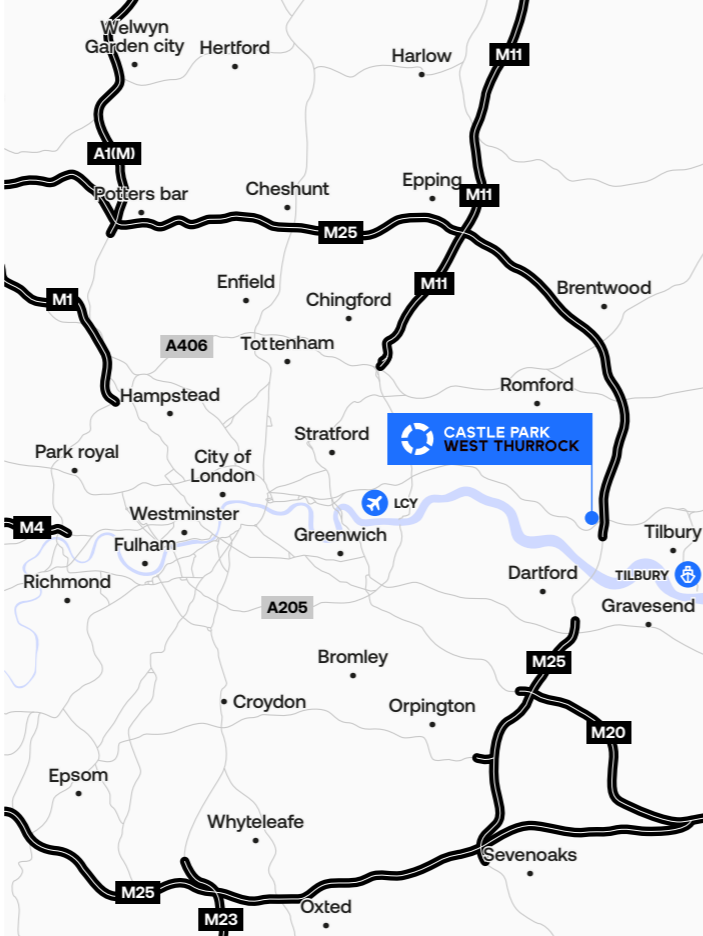 Welwyn
Garden city
Hertford
Harlow
M11
A1(M)
Potters bar
Cheshunt
Epping
M11
M25
M11
Enfield
Chingford
Brentwood
M1
A406
Tottenham
Hampstead
Romford
CASTLE PARK
WEST THURROCK
Stratford
Park royal
City of
London
LCY
Westminster
M4
Fulham
Greenwich
Tilbury
Richmond
Dartford
TILBURY
A205
Gravesend
Bromley
M25
Croydon
Orpington
M20
Epsom
Whyteleafe
Sevenoaks
M25
M23
Oxted